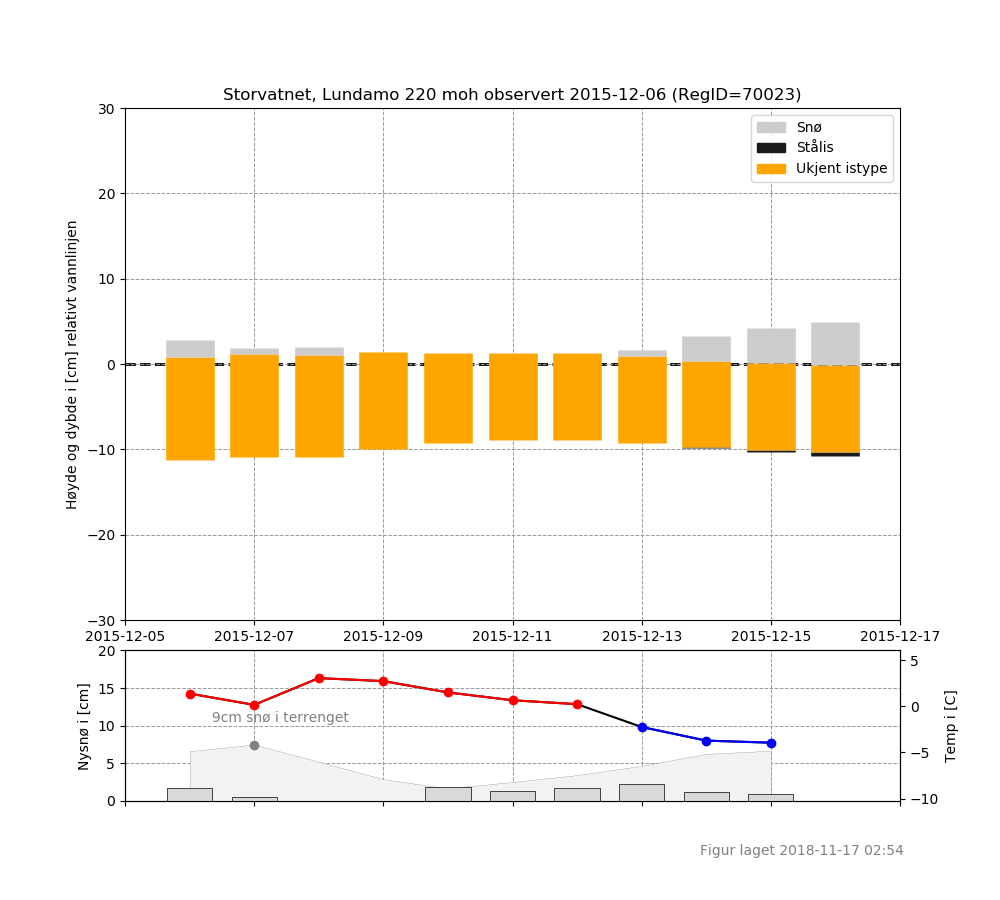 Storvatnet, Lundamo 220 moh observert 2015-12-06 (RegID=70023)
Høyde og dybde i [cm] relativt vannlinjen
30
20
10
0
−10
−20
−30
Snø
Stålis
Ukjent istype
2015-12-05
2015-12-07
2015-12-09
2015-12-11
2015-12-13
2015-12-15
2015-12-17
Nysnø i [cm]
20
15
10
5
0
9cm snø i terrenget
5
0
−5
−10
Temp i [C]
Figur laget 2018-11-17 02:54